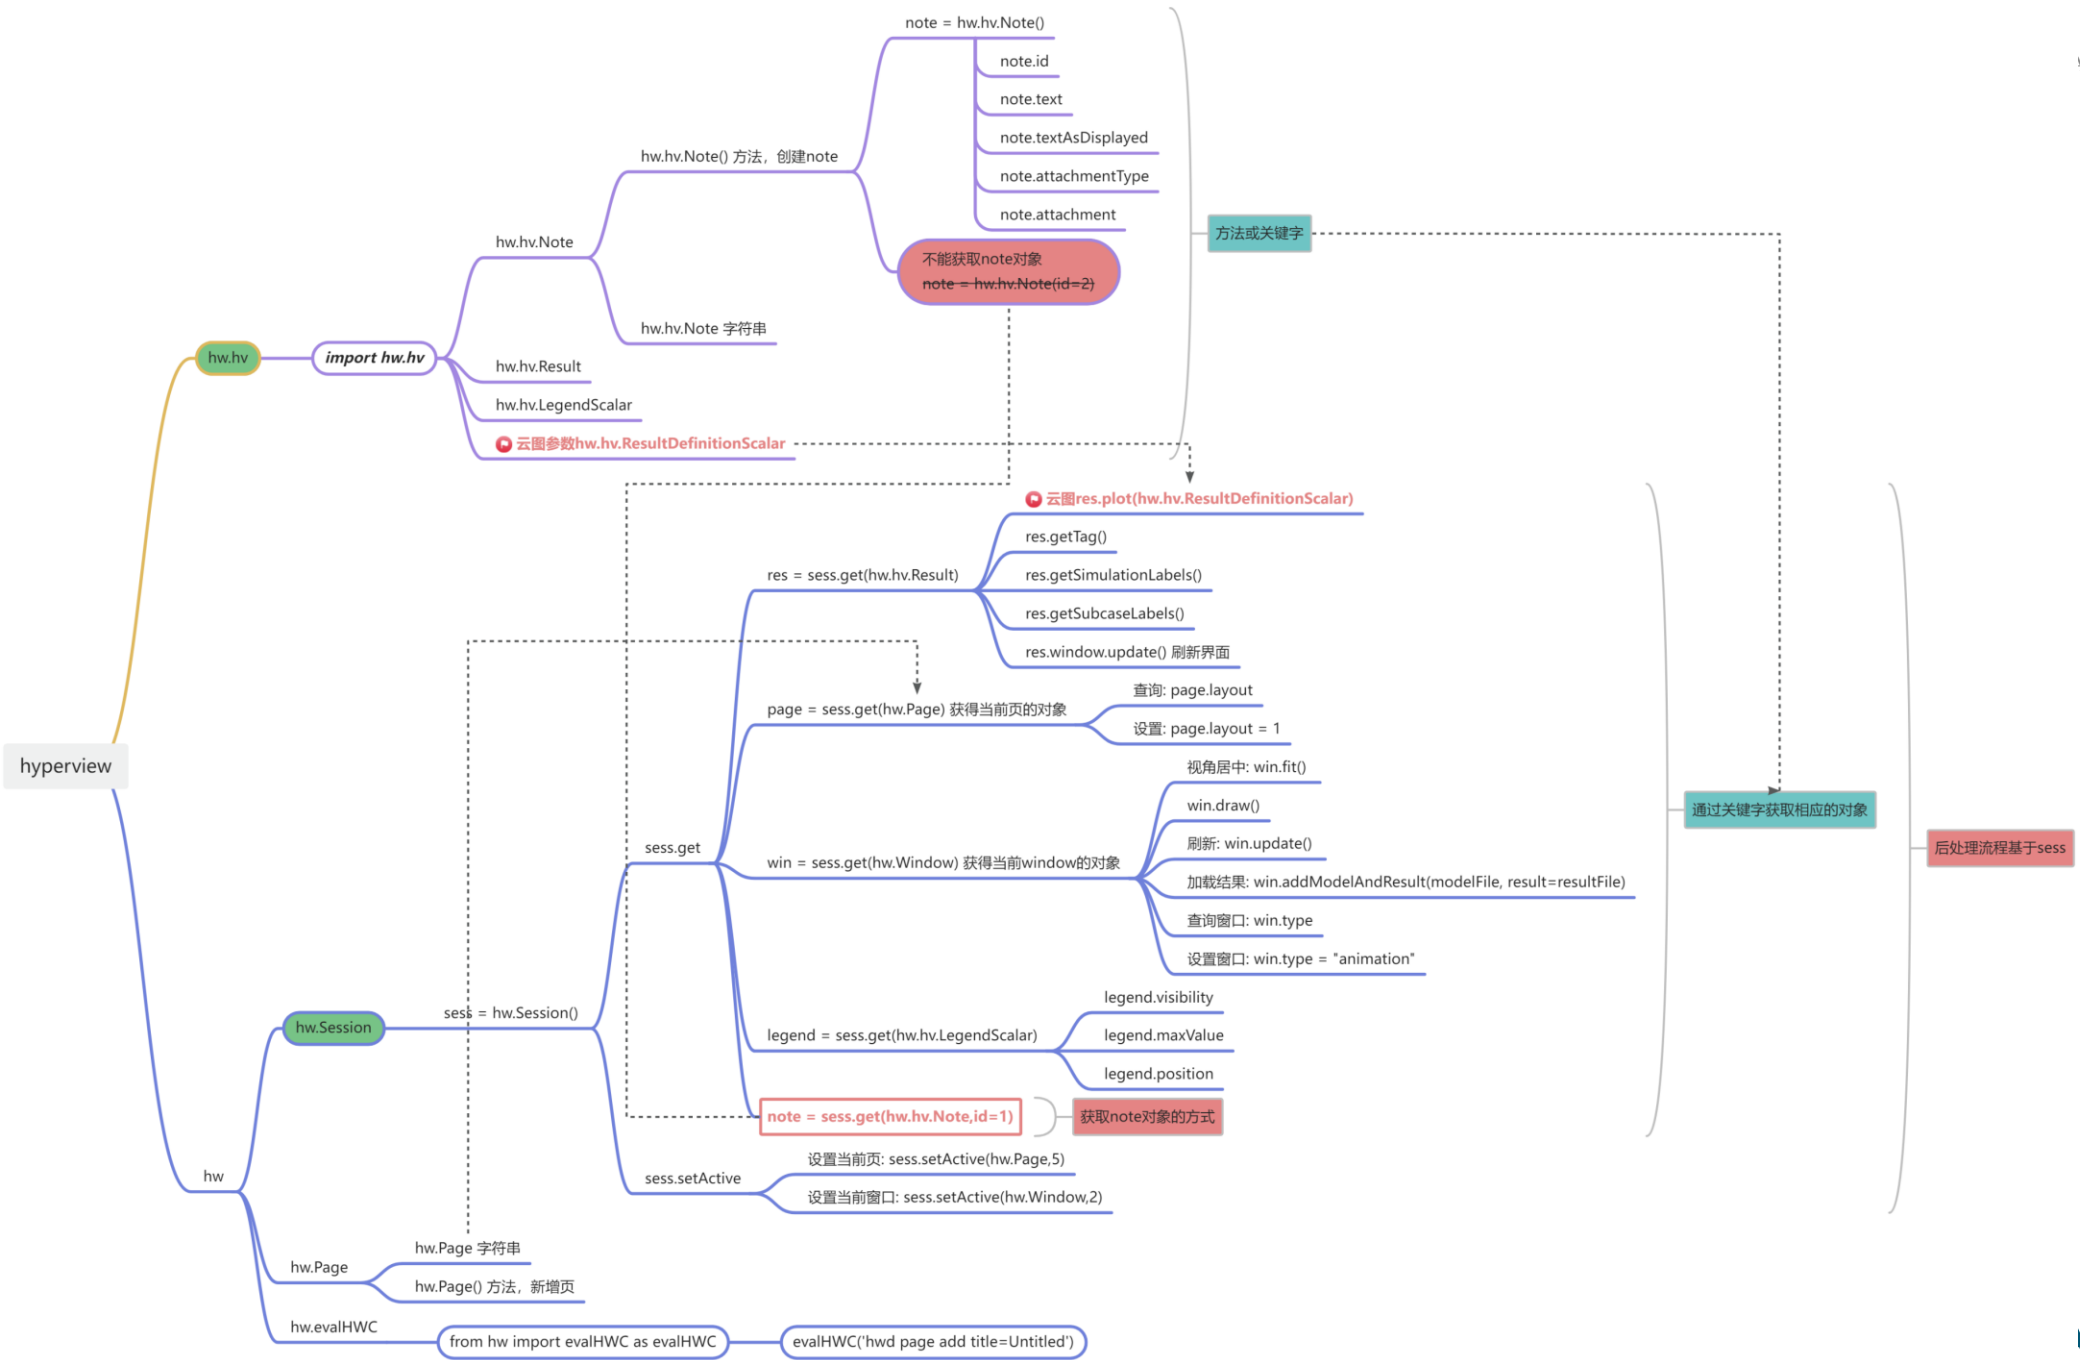 note = hw.hv.Note()
note.id
note.text
note.textAsDisplayed
hw.hv.Note() 方法，创建note
note.attachmentType
note.attachment
方法或关键字
hw.hv.Note
不能获取note对象
note = hw.hv.Note(id=2)
hw.hv.Note 字符串
hw.hv
import hw.hv
hw.hv.Result
hw.hv.LegendScalar
云图参数hw.hv.ResultDefinitionScalar
云图res.plot(hw.hv.ResultDefinitionScalar)
res.getTag()
res = sess.get(hw.hv.Result)
res.getSimulationLabels()
res.getSubcaseLabels()
res.window.update() 刷新界面
查询: page.layout
page = sess.get(hw.Page) 获得当前页的对象
设置: page.layout = 1
hyperview
视角居中: win.fit()
win.draw()
通过关键字获取相应的对象
刷新: win.update()
后处理流程基于sess
sess.get
win = sess.get(hw.Window) 获得当前window的对象
加载结果: win.addModelAndResult(modelFile, result=resultFile)
查询窗口: win.type
设置窗口: win.type = "animation"
legend.visibility
hw.Session
sess = hw.Session()
legend = sess.get(hw.hv.LegendScalar)
legend.maxValue
legend.position
note = sess.get(hw.hv.Note,id=1)
获取note对象的方式
设置当前页: sess.setActive(hw.Page,5)
hw
sess.setActive
设置当前窗口: sess.setActive(hw.Window,2)
hw.Page 字符串
hw.Page
hw.Page() 方法，新增页
hw.evalHWC
from hw import evalHWC as evalHWC
evalHWC('hwd page add title=Untitled')